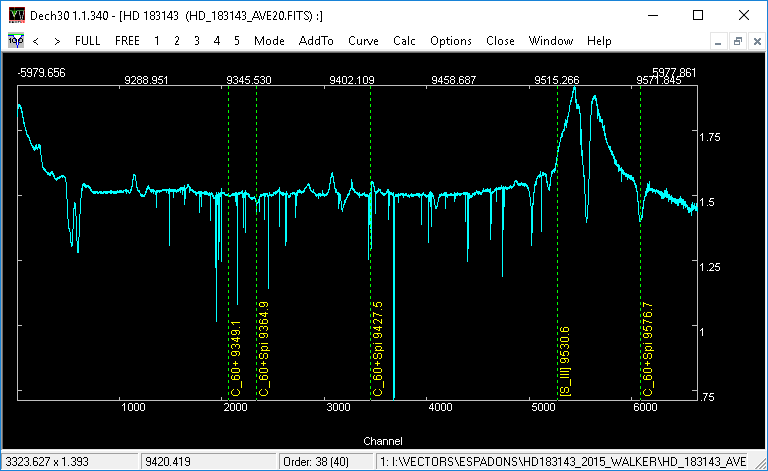 Dech30 1.1.340 - [HD 183143 (HD_183143_AVE20.FITS) :]
< > FULL FREE 1 2 3 4 5 Mode AddTo Curve Calc Options Close Window Help
-5979.656 5977.861
9288.951 9345.530 9402.109 9458.687 9515.266 9571.845
1.75
1.5
1.25
1
.75
C_60+ 9349.1
C_60+Spi 9364.9
C_60+Spi 9427.5
[S_III] 9530.6
C_60+Spi 9576.7
1000 2000 3000 4000 5000 6000
Channel
3323.627 x 1.393 9420.419 Order: 38 (40) 1: I:\VECTORS\ESPADONS\HD183143_2015_WALKER\HD_183143_AVE